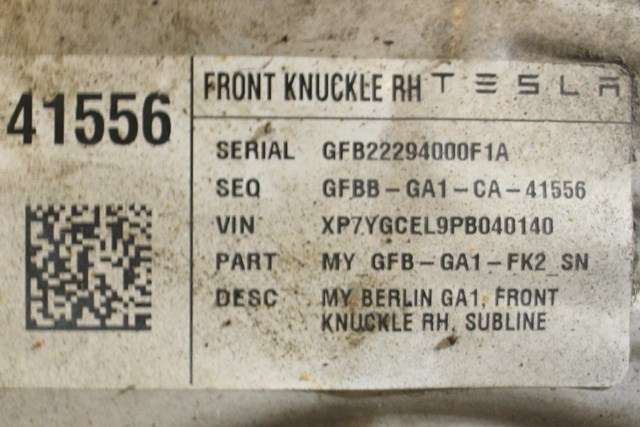 41556
FRONT KNUCKLE RH TESLA
SERIAL GFB22294000F1A
SEQ GFBB-GA1-CA-41556
VIN XP7YGCEL9PB040140
PART MY_GFB-GA1-FK2_SN
DESC MY BERLIN GA1, FRONT
KNUCKLE RH, SUBLINE